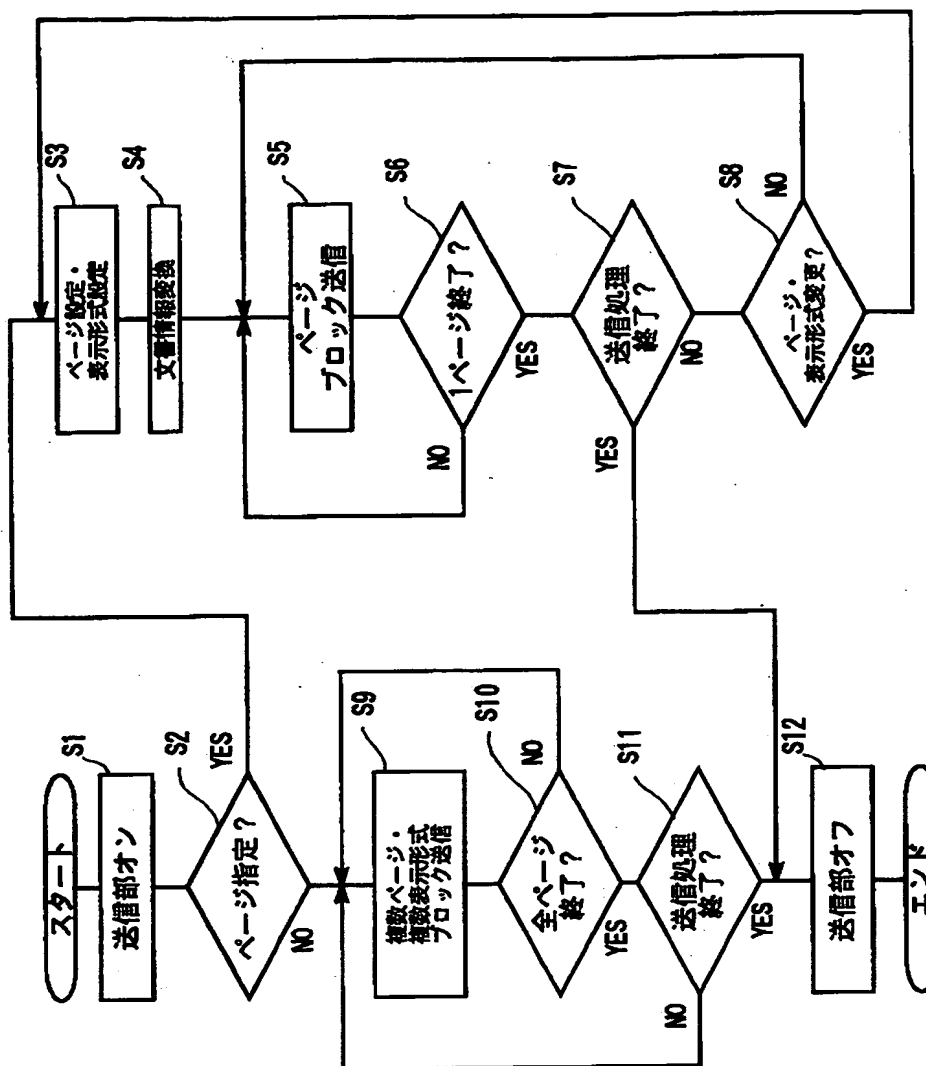 スタート
送信部オン
S1
ページ指定？
S2
YES
NO
複数ページ・
複数表示形式
ブロック送信
S9
全ページ
終了？
S10
NO
YES
送信処理
終了？
S11
NO
YES
送信部オフ
S12
エンド
ページ設定・
表示形式設定
S3
文書情報変換
S4
ページ
ブロック送信
S5
1ページ終了？
S6
NO
YES
送信処理
終了？
S7
YES
NO
ページ・
表示形式変更？
S8
NO
YES